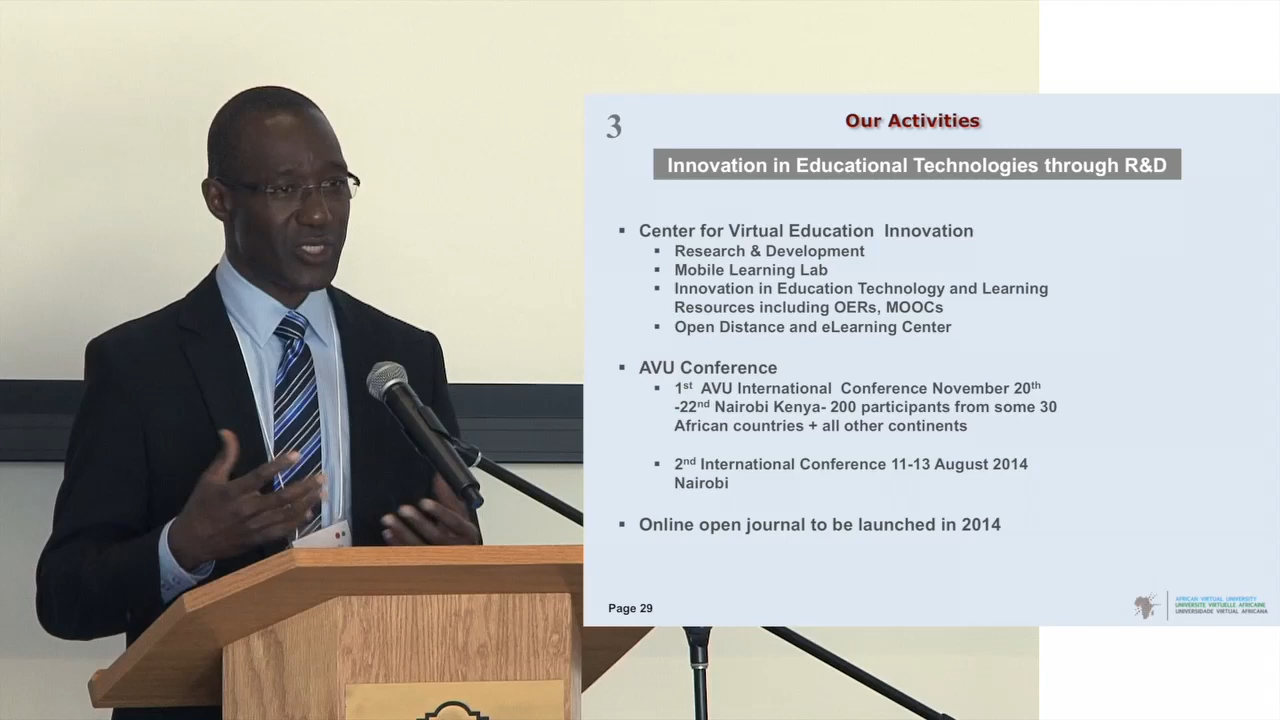 3
Our Activities
Innovation in Educational Technologies through R&D
▪ Center for Virtual Education Innovation
▪ Research & Development
▪ Mobile Learning Lab
▪ Innovation in Education Technology and Learning
Resources including OERs, MOOCs
▪ Open Distance and eLearning Center
▪ AVU Conference
▪ 1st AVU International Conference November 20th
-22nd Nairobi Kenya- 200 participants from some 30
African countries + all other continents
▪ 2nd International Conference 11-13 August 2014
Nairobi
▪ Online open journal to be launched in 2014
Page 29
AFRICAN VIRTUAL UNIVERSITY
UNIVERSITE VIRTUELLE AFRICAINE
UNIVERSIDADE VIRTUAL AFRICANA